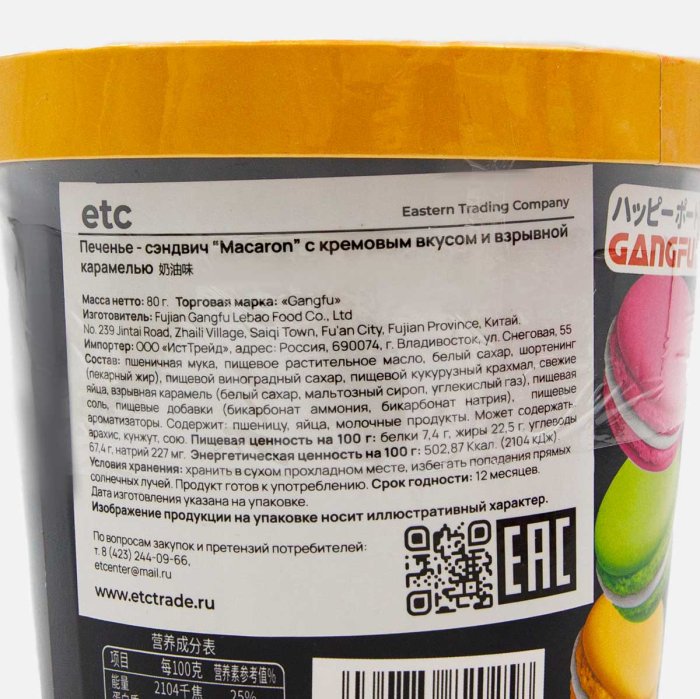 etc
Eastern Trading Company
Печенье - сэндвич “Macaron” с кремовым вкусом и взрывной
карамелью 奶油味
Масса нетто: 80 г. Торговая марка: «Gangfu»
Изготовитель: Fujian Gangfu Lebao Food Co., Ltd
No. 239 Jintai Road, Zhaili Village, Saiqi Town, Fu'an City, Fujian Province, Китай.
Импортер: ООО «ИстТрейд», адрес: Россия, 690074, г. Владивосток, ул. Снеговая, 55
Состав: пшеничная мука, пищевое растительное масло, белый сахар, шортенинг
(пекарный жир), пищевой виноградный сахар, пищевой кукурузный крахмал, свежие
яйца, взрывная карамель (белый сахар, мальтозный сироп, углекислый газ), пищевая
соль, пищевые добавки (бикарбонат аммония, бикарбонат натрия), пищевые
ароматизаторы. Содержит: пшеницу, яйца, молочные продукты. Может содержать
арахис, кунжут, сою. Пищевая ценность на 100 г: белки 7,4 г, жиры 22,5 г, углеводы
67,4 г, натрий 227 мг. Энергетическая ценность на 100 г: 502,87 Ккал. (2104 кДж)
Условия хранения: хранить в сухом прохладном месте, избегать попадания прямых
солнечных лучей. Продукт готов к употреблению. Срок годности: 12 месяцев.
Дата изготовления указана на упаковке.
Изображение продукции на упаковке носит иллюстративный характер.
По вопросам закупок и претензий потребителей:
т. 8 (423) 244-09-66,
etcenter@mail.ru
www.etctrade.ru
EAC
ハッピーポー
GANGFU
营养成分表
项目 每100克 营养素参考值%
能量 2104千焦 25%